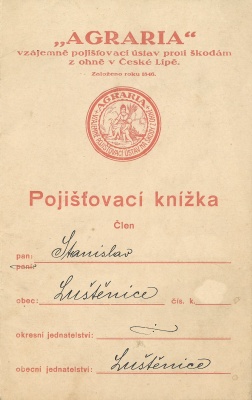 „AGRARIA“
vzájemně pojišťovací ústav proti škodám
z ohně v České Lípě.
Založeno roku 1846.
AGRARIA
Pojišťovací knížka
Člen
pan: Stanislav
paní:
obec: Luštěnice čís. k.
okresní jednatelství:
obecní jednatelství: Luštěnice